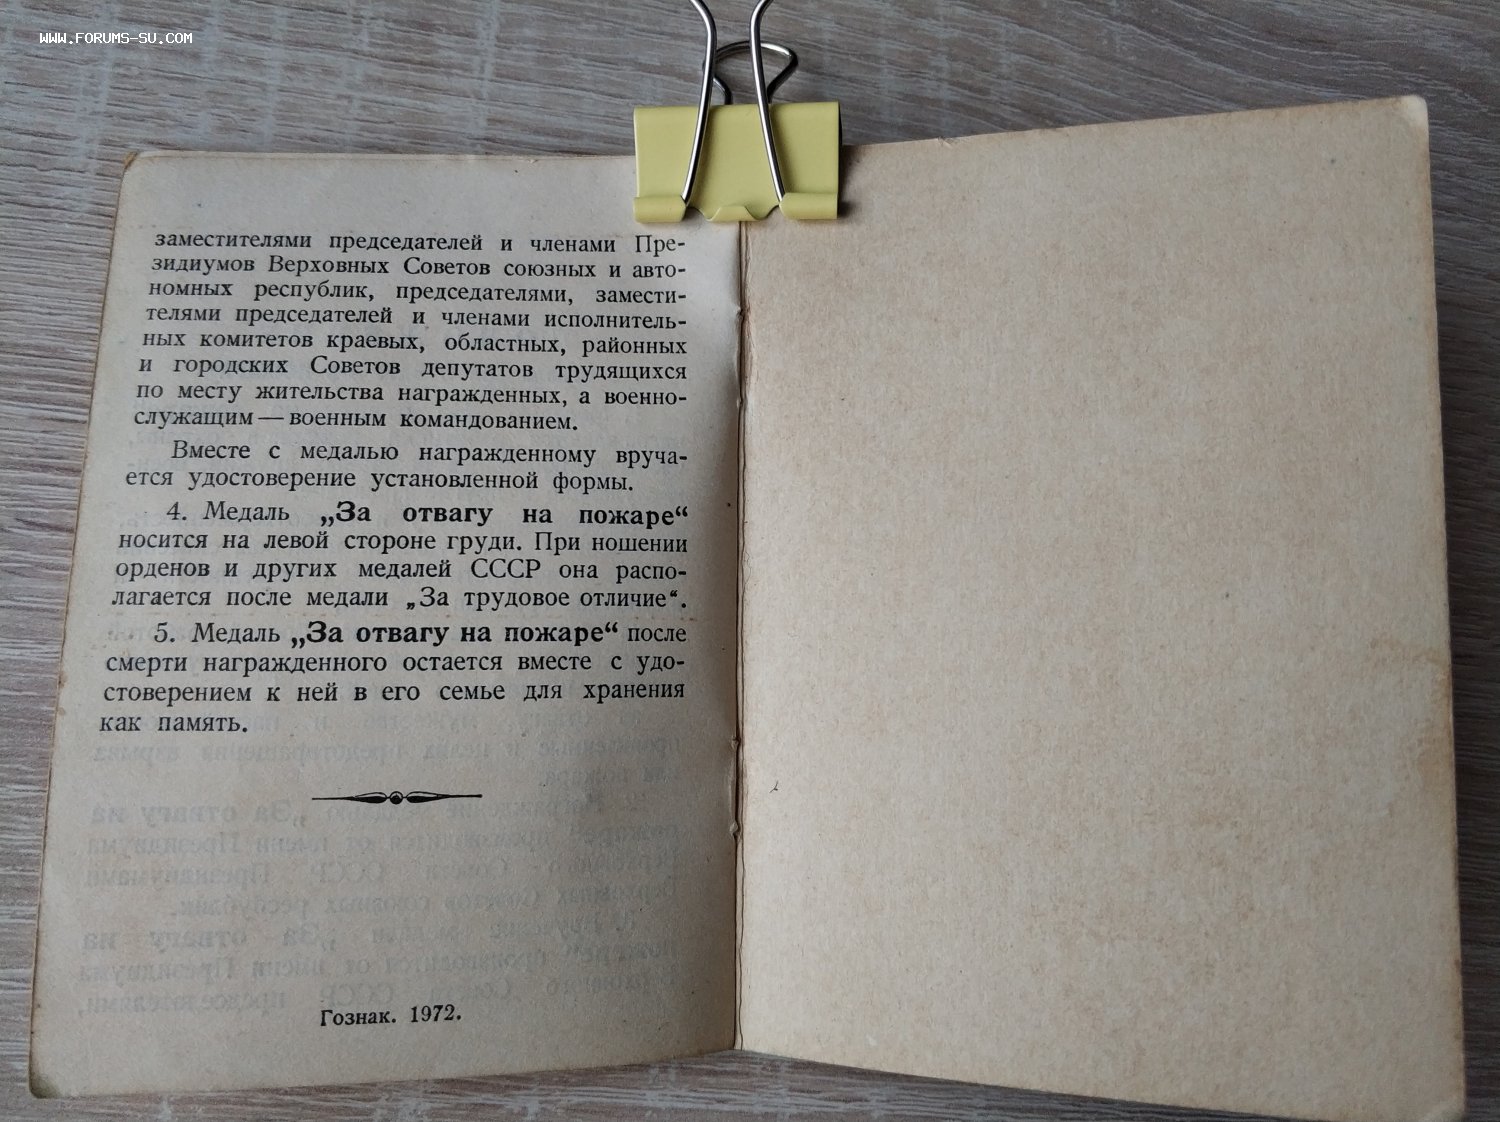 WWW.FORUMS-SU.COM
заместителями председателей и членами Пре-
зидиумов Верховных Советов союзных и авто-
номных республик, председателями, замести-
телями председателей и членами исполнитель-
ных комитетов краевых, областных, районных
и городских Советов депутатов трудящихся
по месту жительства награжденных, а военно-
служащим — военным командованием.
Вместе с медалью награжденному вруча-
ется удостоверение установленной формы.
4. Медаль „За отвагу на пожаре“
носится на левой стороне груди. При ношении
орденов и других медалей СССР она распо-
лагается после медали „За трудовое отличие“.
5. Медаль „За отвагу на пожаре“ после
смерти награжденного остается вместе с удо-
стоверением к ней в его семье для хранения
как память.
Гознак. 1972.